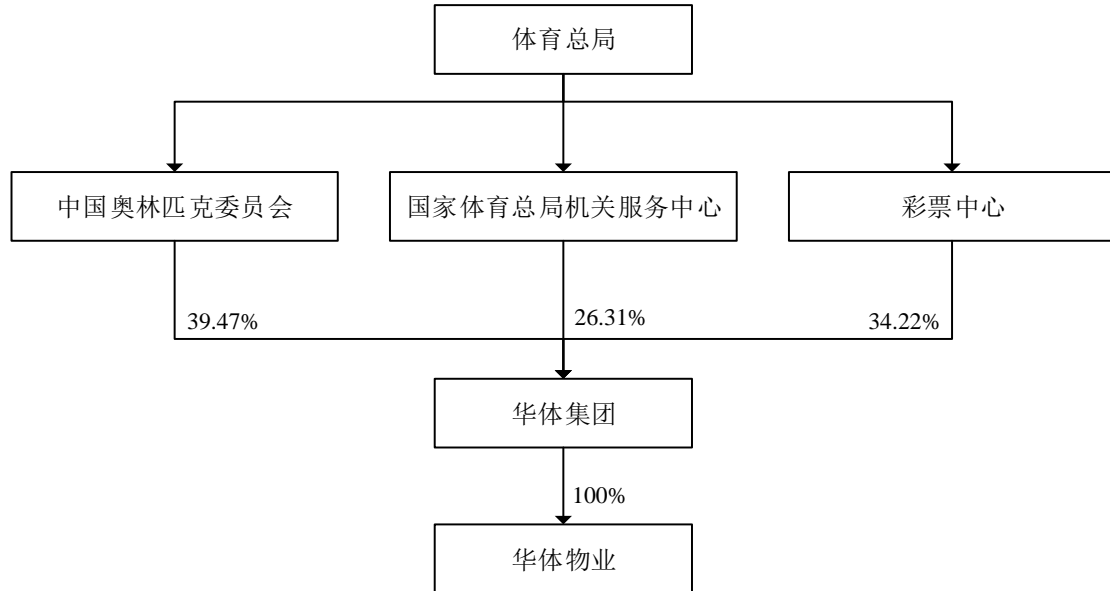 体育总局
中国奥林匹克委员会
国家体育总局机关服务中心
彩票中心
39.47%
26.31%
34.22%
华体集团
100%
华体物业